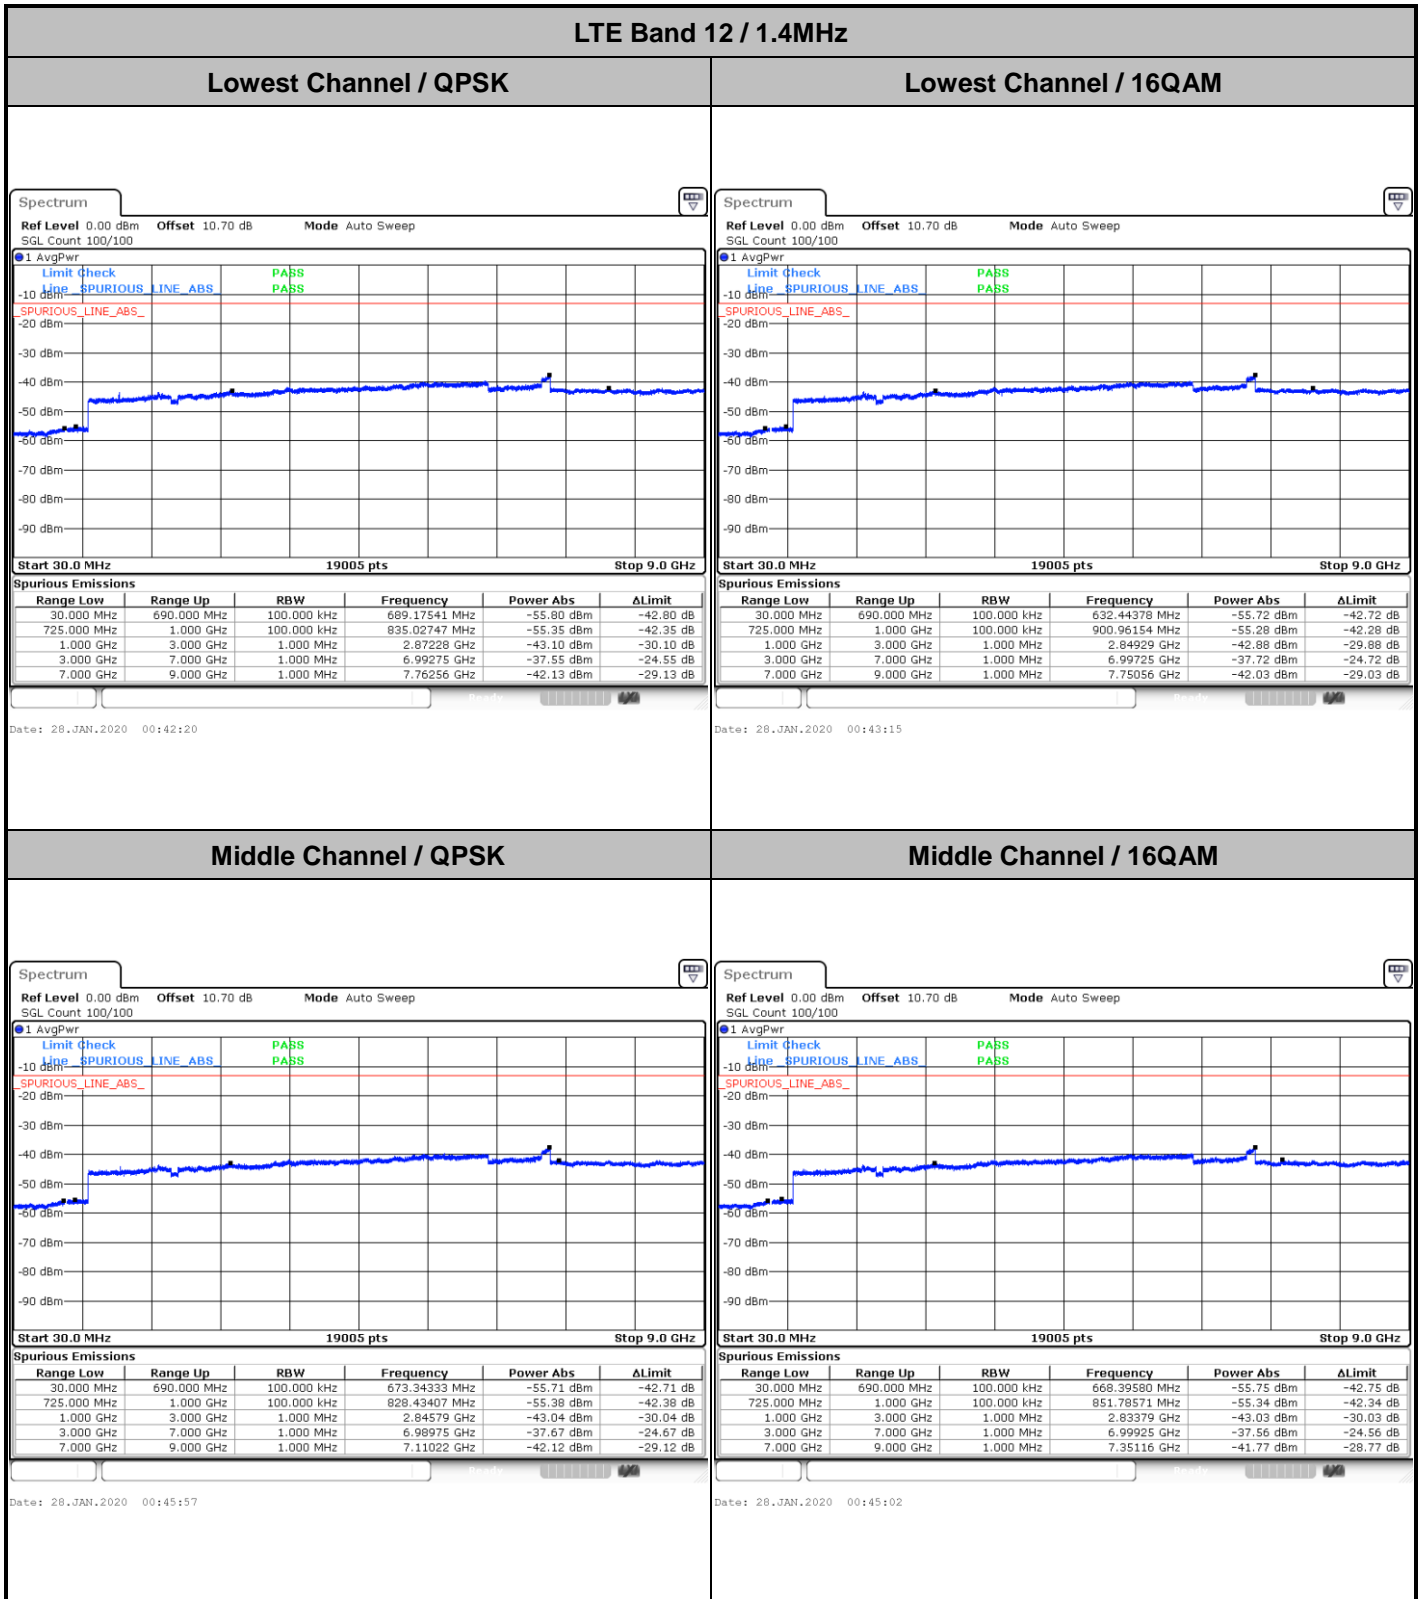 LTE Band 12 / 1.4MHz
Lowest Channel / QPSK
Lowest Channel / 16QAM
Spectrum
Ref Level 0.00 dBm Offset 10.70 dB Mode Auto Sweep
SGL Count 100/100
1 AvgPwr
Limit Check PASS
Line _SPURIOUS_LINE_ABS_ PASS
-10 dBm
_SPURIOUS_LINE_ABS_
-20 dBm
-30 dBm
-40 dBm
-50 dBm
-60 dBm
-70 dBm
-80 dBm
-90 dBm
Start 30.0 MHz 19005 pts Stop 9.0 GHz
Spurious Emissions
Range Low Range Up RBW Frequency Power Abs ΔLimit
30.000 MHz 690.000 MHz 100.000 kHz 689.17541 MHz -55.80 dBm -42.80 dB
725.000 MHz 1.000 GHz 100.000 kHz 835.02747 MHz -55.35 dBm -42.35 dB
1.000 GHz 3.000 GHz 1.000 MHz 2.87228 GHz -43.10 dBm -30.10 dB
3.000 GHz 7.000 GHz 1.000 MHz 6.99275 GHz -37.55 dBm -24.55 dB
7.000 GHz 9.000 GHz 1.000 MHz 7.76256 GHz -42.13 dBm -29.13 dB
Ready
Date: 28.JAN.2020 00:42:20
Spectrum
Ref Level 0.00 dBm Offset 10.70 dB Mode Auto Sweep
SGL Count 100/100
1 AvgPwr
Limit Check PASS
Line _SPURIOUS_LINE_ABS_ PASS
-10 dBm
_SPURIOUS_LINE_ABS_
-20 dBm
-30 dBm
-40 dBm
-50 dBm
-60 dBm
-70 dBm
-80 dBm
-90 dBm
Start 30.0 MHz 19005 pts Stop 9.0 GHz
Spurious Emissions
Range Low Range Up RBW Frequency Power Abs ΔLimit
30.000 MHz 690.000 MHz 100.000 kHz 632.44378 MHz -55.72 dBm -42.72 dB
725.000 MHz 1.000 GHz 100.000 kHz 900.96154 MHz -55.28 dBm -42.28 dB
1.000 GHz 3.000 GHz 1.000 MHz 2.84929 GHz -42.88 dBm -29.88 dB
3.000 GHz 7.000 GHz 1.000 MHz 6.99725 GHz -37.72 dBm -24.72 dB
7.000 GHz 9.000 GHz 1.000 MHz 7.75056 GHz -42.03 dBm -29.03 dB
Ready
Date: 28.JAN.2020 00:43:15
Middle Channel / QPSK
Middle Channel / 16QAM
Spectrum
Ref Level 0.00 dBm Offset 10.70 dB Mode Auto Sweep
SGL Count 100/100
1 AvgPwr
Limit Check PASS
Line _SPURIOUS_LINE_ABS_ PASS
-10 dBm
_SPURIOUS_LINE_ABS_
-20 dBm
-30 dBm
-40 dBm
-50 dBm
-60 dBm
-70 dBm
-80 dBm
-90 dBm
Start 30.0 MHz 19005 pts Stop 9.0 GHz
Spurious Emissions
Range Low Range Up RBW Frequency Power Abs ΔLimit
30.000 MHz 690.000 MHz 100.000 kHz 673.34333 MHz -55.71 dBm -42.71 dB
725.000 MHz 1.000 GHz 100.000 kHz 828.43407 MHz -55.38 dBm -42.38 dB
1.000 GHz 3.000 GHz 1.000 MHz 2.84579 GHz -43.04 dBm -30.04 dB
3.000 GHz 7.000 GHz 1.000 MHz 6.98975 GHz -37.67 dBm -24.67 dB
7.000 GHz 9.000 GHz 1.000 MHz 7.11022 GHz -42.12 dBm -29.12 dB
Ready
Date: 28.JAN.2020 00:45:57
Spectrum
Ref Level 0.00 dBm Offset 10.70 dB Mode Auto Sweep
SGL Count 100/100
1 AvgPwr
Limit Check PASS
Line _SPURIOUS_LINE_ABS_ PASS
-10 dBm
_SPURIOUS_LINE_ABS_
-20 dBm
-30 dBm
-40 dBm
-50 dBm
-60 dBm
-70 dBm
-80 dBm
-90 dBm
Start 30.0 MHz 19005 pts Stop 9.0 GHz
Spurious Emissions
Range Low Range Up RBW Frequency Power Abs ΔLimit
30.000 MHz 690.000 MHz 100.000 kHz 668.39580 MHz -55.75 dBm -42.75 dB
725.000 MHz 1.000 GHz 100.000 kHz 851.78571 MHz -55.34 dBm -42.34 dB
1.000 GHz 3.000 GHz 1.000 MHz 2.83379 GHz -43.03 dBm -30.03 dB
3.000 GHz 7.000 GHz 1.000 MHz 6.99925 GHz -37.56 dBm -24.56 dB
7.000 GHz 9.000 GHz 1.000 MHz 7.35116 GHz -41.77 dBm -28.77 dB
Ready
Date: 28.JAN.2020 00:45:02